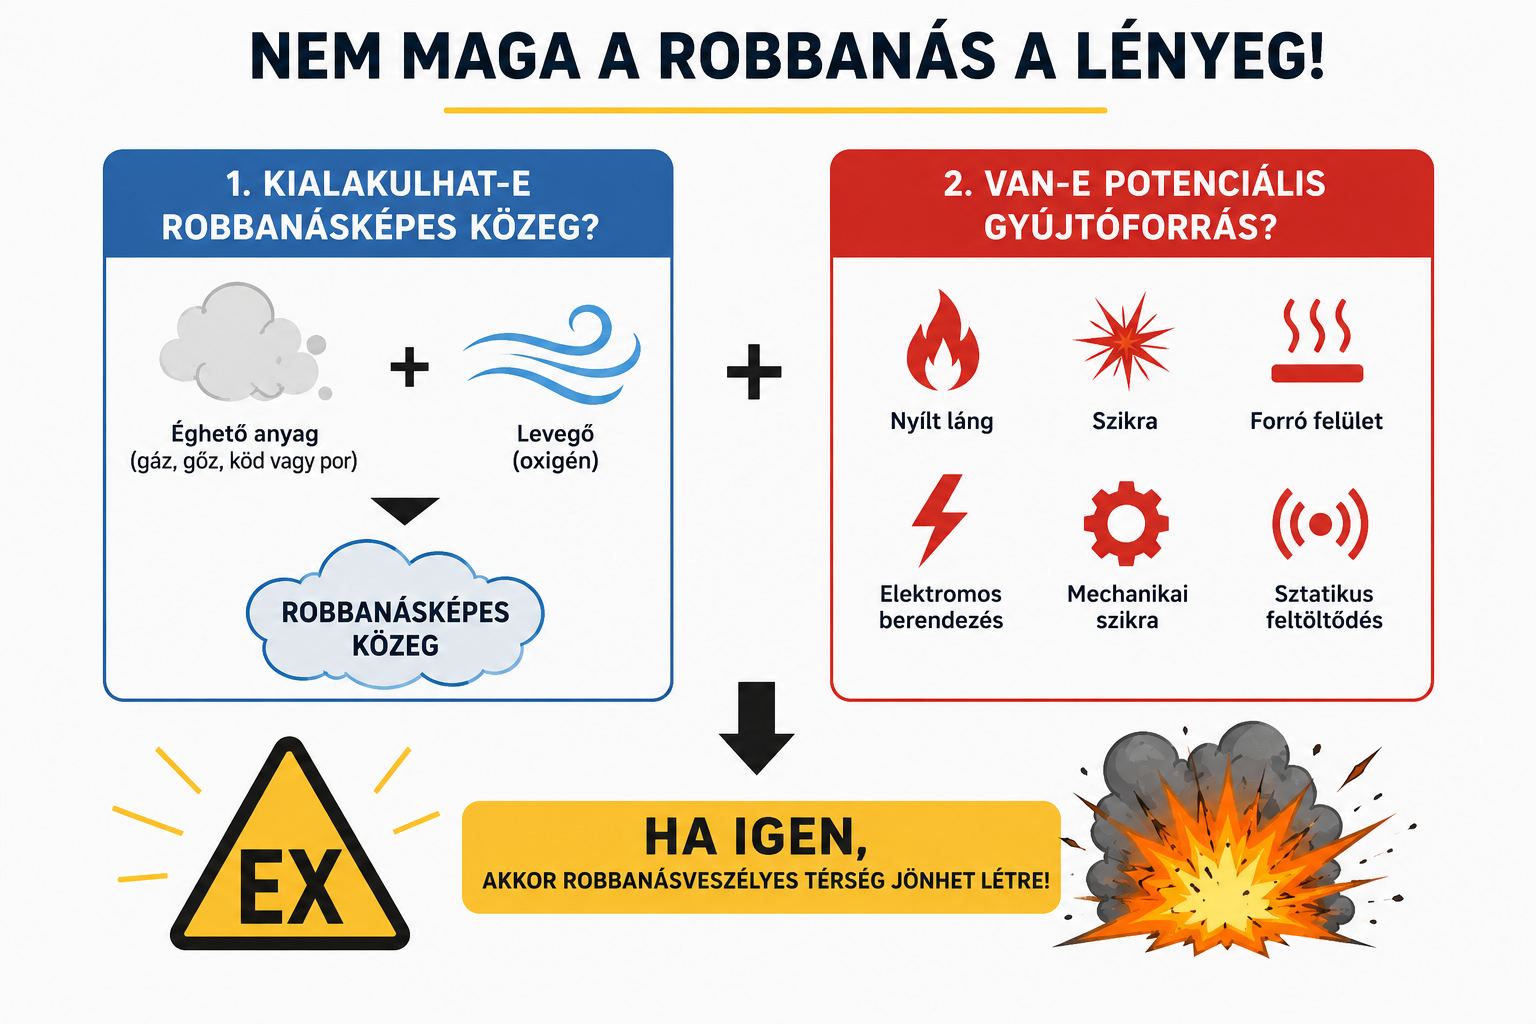 NEM MAGA A ROBBANÁS A LÉNYEG!
1. KIALAKULHAT-E
ROBBANÁSKÉPES KÖZEG?
Éghető anyag
(gáz, gőz, köd vagy por)
+
Levegő
(oxigén)
ROBBANÁSKÉPES
KÖZEG
+
2. VAN-E POTENCIÁLIS
GYÚJTÓFORRÁS?
Nyílt láng
Szikra
Forró felület
Elektromos
berendezés
Mechanikai
szikra
Sztatikus
feltöltődés
EX
HA IGEN,
AKKOR ROBBANÁSVESZÉLYES TÉRSÉG JÖNHET LÉTRE!